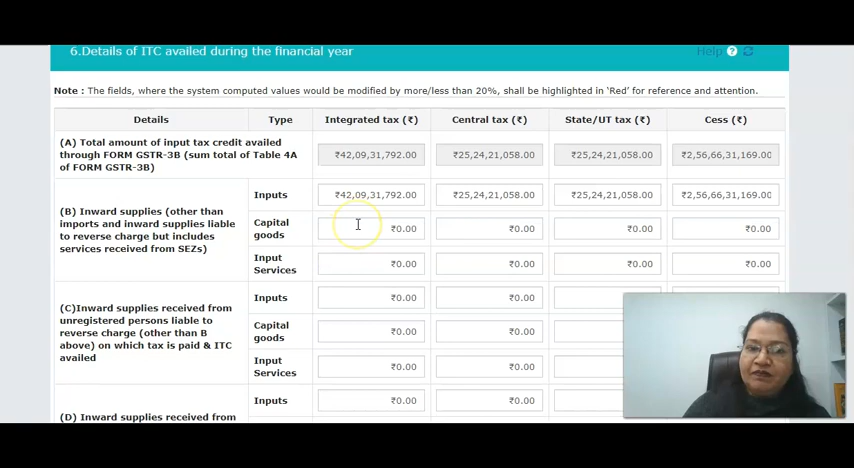 6.Details of ITC availed during the financial year
Help ?
Note : The fields, where the system computed values would be modified by more/less than 20%, shall be highlighted in 'Red' for reference and attention.
Details Type Integrated tax (₹) Central tax (₹) State/UT tax (₹) Cess (₹)
(A) Total amount of input tax credit availed
through FORM GSTR-3B (sum total of Table 4A
of FORM GSTR-3B)
₹42,09,31,792.00 ₹25,24,21,058.00 ₹25,24,21,058.00 ₹2,56,66,31,169.00
(B) Inward supplies (other than
imports and inward supplies liable
to reverse charge but includes
services received from SEZs)
Inputs ₹42,09,31,792.00 ₹25,24,21,058.00 ₹25,24,21,058.00 ₹2,56,66,31,169.00
Capital
goods
₹0.00 ₹0.00 ₹0.00 ₹0.00
Input
Services
₹0.00 ₹0.00 ₹0.00 ₹0.00
(C)Inward supplies received from
unregistered persons liable to
reverse charge (other than B
above) on which tax is paid & ITC
availed
Inputs ₹0.00 ₹0.00
Capital
goods
₹0.00 ₹0.00
Input
Services
₹0.00 ₹0.00
(D) Inward supplies received from
Inputs ₹0.00 ₹0.00